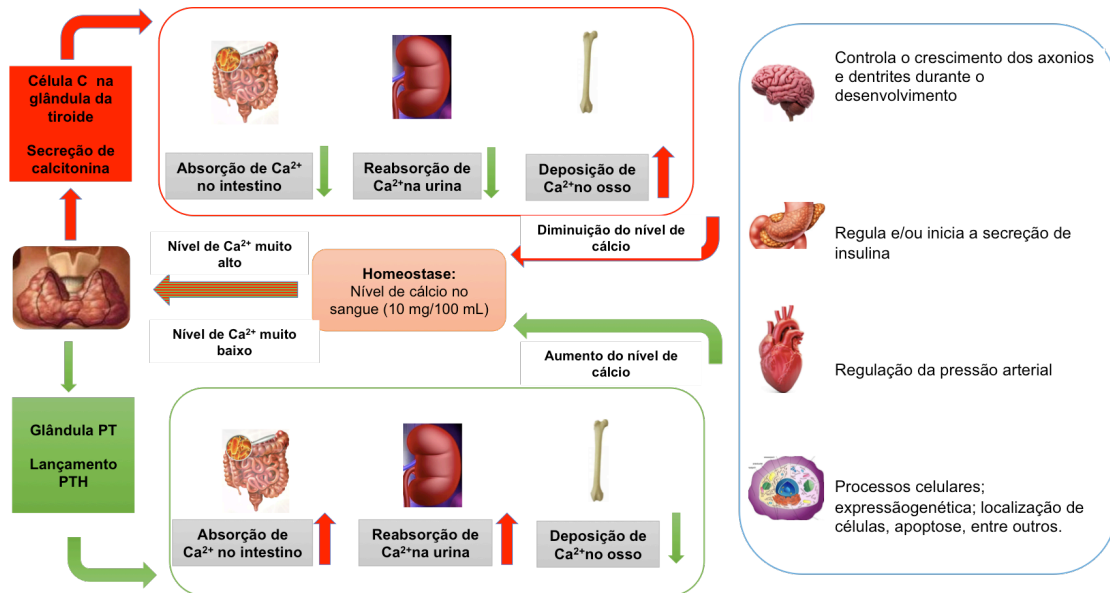 Célula C na
glândula da
tiroide
Secreção de
calcitonina
Absorção de Ca²⁺
no intestino
Reabsorção de
Ca²⁺na urina
Deposição de
Ca²⁺no osso
Diminuição do nível de
cálcio
Nível de Ca²⁺ muito
alto
Homeostase:
Nível de cálcio no
sangue (10 mg/100 mL)
Nível de Ca²⁺ muito
baixo
Aumento do nível de
cálcio
Glândula PT
Lançamento
PTH
Absorção de
Ca²⁺ no intestino
Reabsorção de
Ca²⁺na urina
Deposição de
Ca²⁺no osso
Controla o crescimento dos axonios
e dentrites durante o
desenvolvimento
Regula e/ou inicia a secreção de
insulina
Regulação da pressão arterial
Processos celulares;
expressãogenética; localização de
células, apoptose, entre outros.